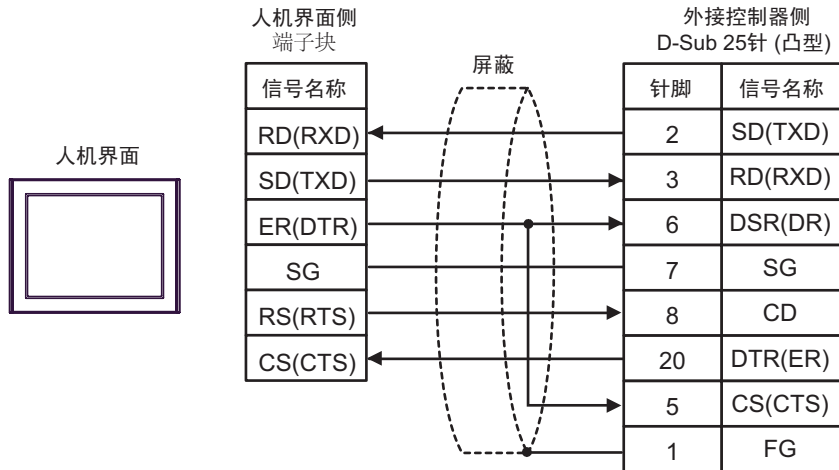 人机界面侧
端子块
外接控制器侧
D-Sub 25针 (凸型)
屏蔽
人机界面
信号名称
针脚 信号名称
RD(RXD) 2 SD(TXD)
SD(TXD) 3 RD(RXD)
ER(DTR) 6 DSR(DR)
SG 7 SG
RS(RTS) 8 CD
CS(CTS) 20 DTR(ER)
5 CS(CTS)
1 FG